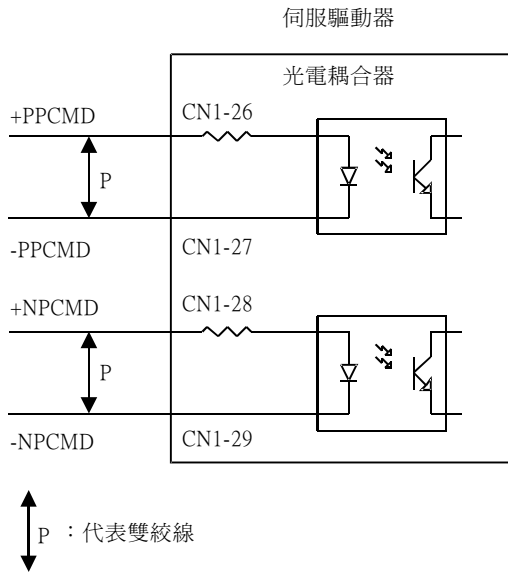 伺服驅動器
光電耦合器
+PPCMD
CN1-26
P
-PPCMD
CN1-27
+NPCMD
CN1-28
P
-NPCMD
CN1-29
P ：代表雙絞線